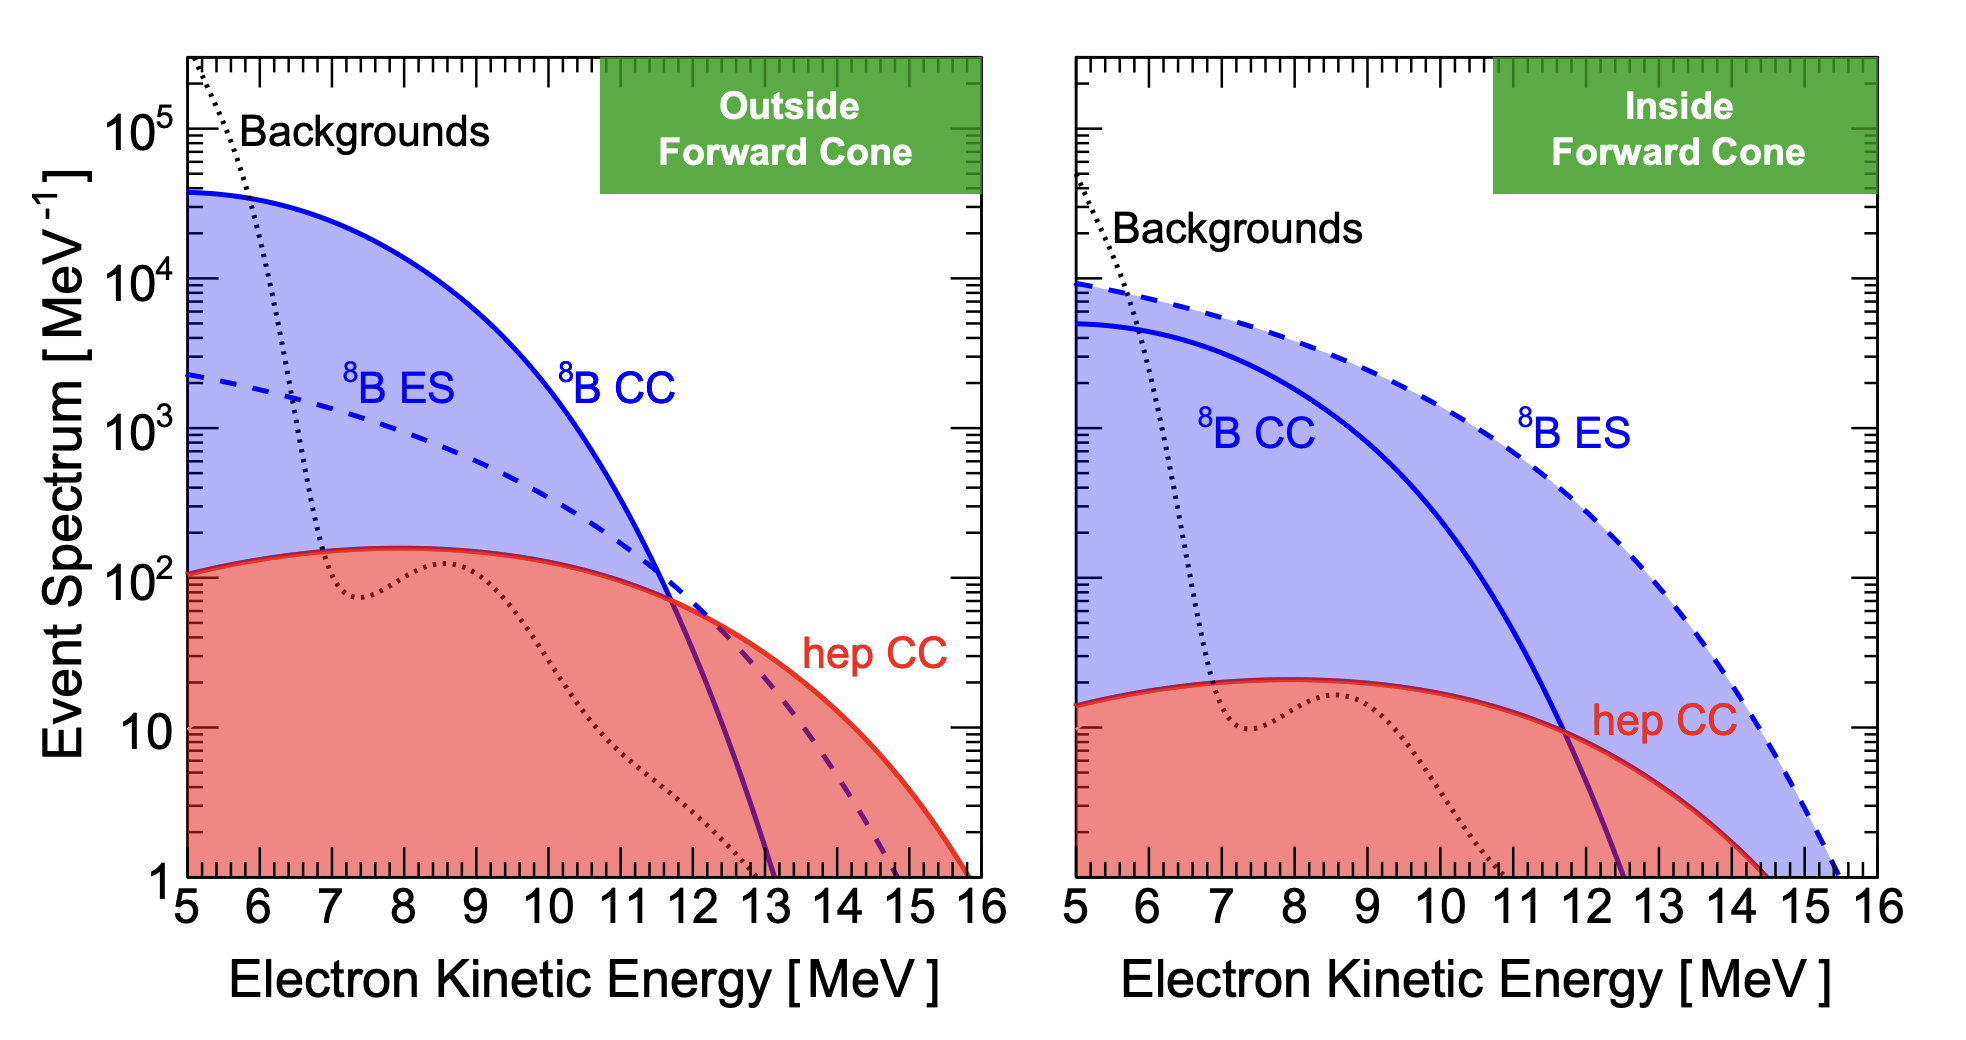 Event Spectrum [ MeV⁻¹ ]
10⁵
10⁴
10³
10²
10
1
Outside
Forward Cone
Backgrounds
⁸B ES
⁸B CC
hep CC
5 6 7 8 9 10 11 12 13 14 15 16
Electron Kinetic Energy [ MeV ]
Inside
Forward Cone
Backgrounds
⁸B CC
⁸B ES
hep CC
5 6 7 8 9 10 11 12 13 14 15 16
Electron Kinetic Energy [ MeV ]